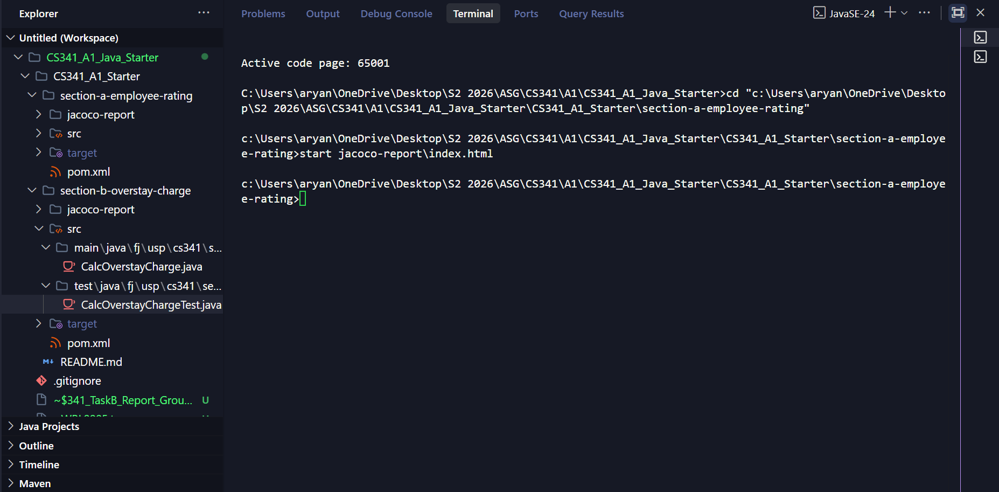 Explorer
Untitled (Workspace)
CS341_A1_Java_Starter
CS341_A1_Starter
section-a-employee-rating
jacoco-report
src
target
pom.xml
section-b-overstay-charge
jacoco-report
src
main\java\fj\usp\cs341\s...
CalcOverstayCharge.java
test\java\fj\usp\cs341\se...
CalcOverstayChargeTest.java
target
pom.xml
README.md
.gitignore
~$341_TaskB_Report_Grou... U
Java Projects
Outline
Timeline
Maven
Problems Output Debug Console Terminal Ports Query Results JavaSE-24
Active code page: 65001
C:\Users\aryan\OneDrive\Desktop\S2 2026\ASG\CS341\A1\CS341_A1_Java_Starter>cd "c:\Users\aryan\OneDrive\Deskto
p\S2 2026\ASG\CS341\A1\CS341_A1_Java_Starter\CS341_A1_Starter\section-a-employee-rating"
c:\Users\aryan\OneDrive\Desktop\S2 2026\ASG\CS341\A1\CS341_A1_Java_Starter\CS341_A1_Starter\section-a-employe
e-rating>start jacoco-report\index.html
c:\Users\aryan\OneDrive\Desktop\S2 2026\ASG\CS341\A1\CS341_A1_Java_Starter\CS341_A1_Starter\section-a-employe
e-rating>